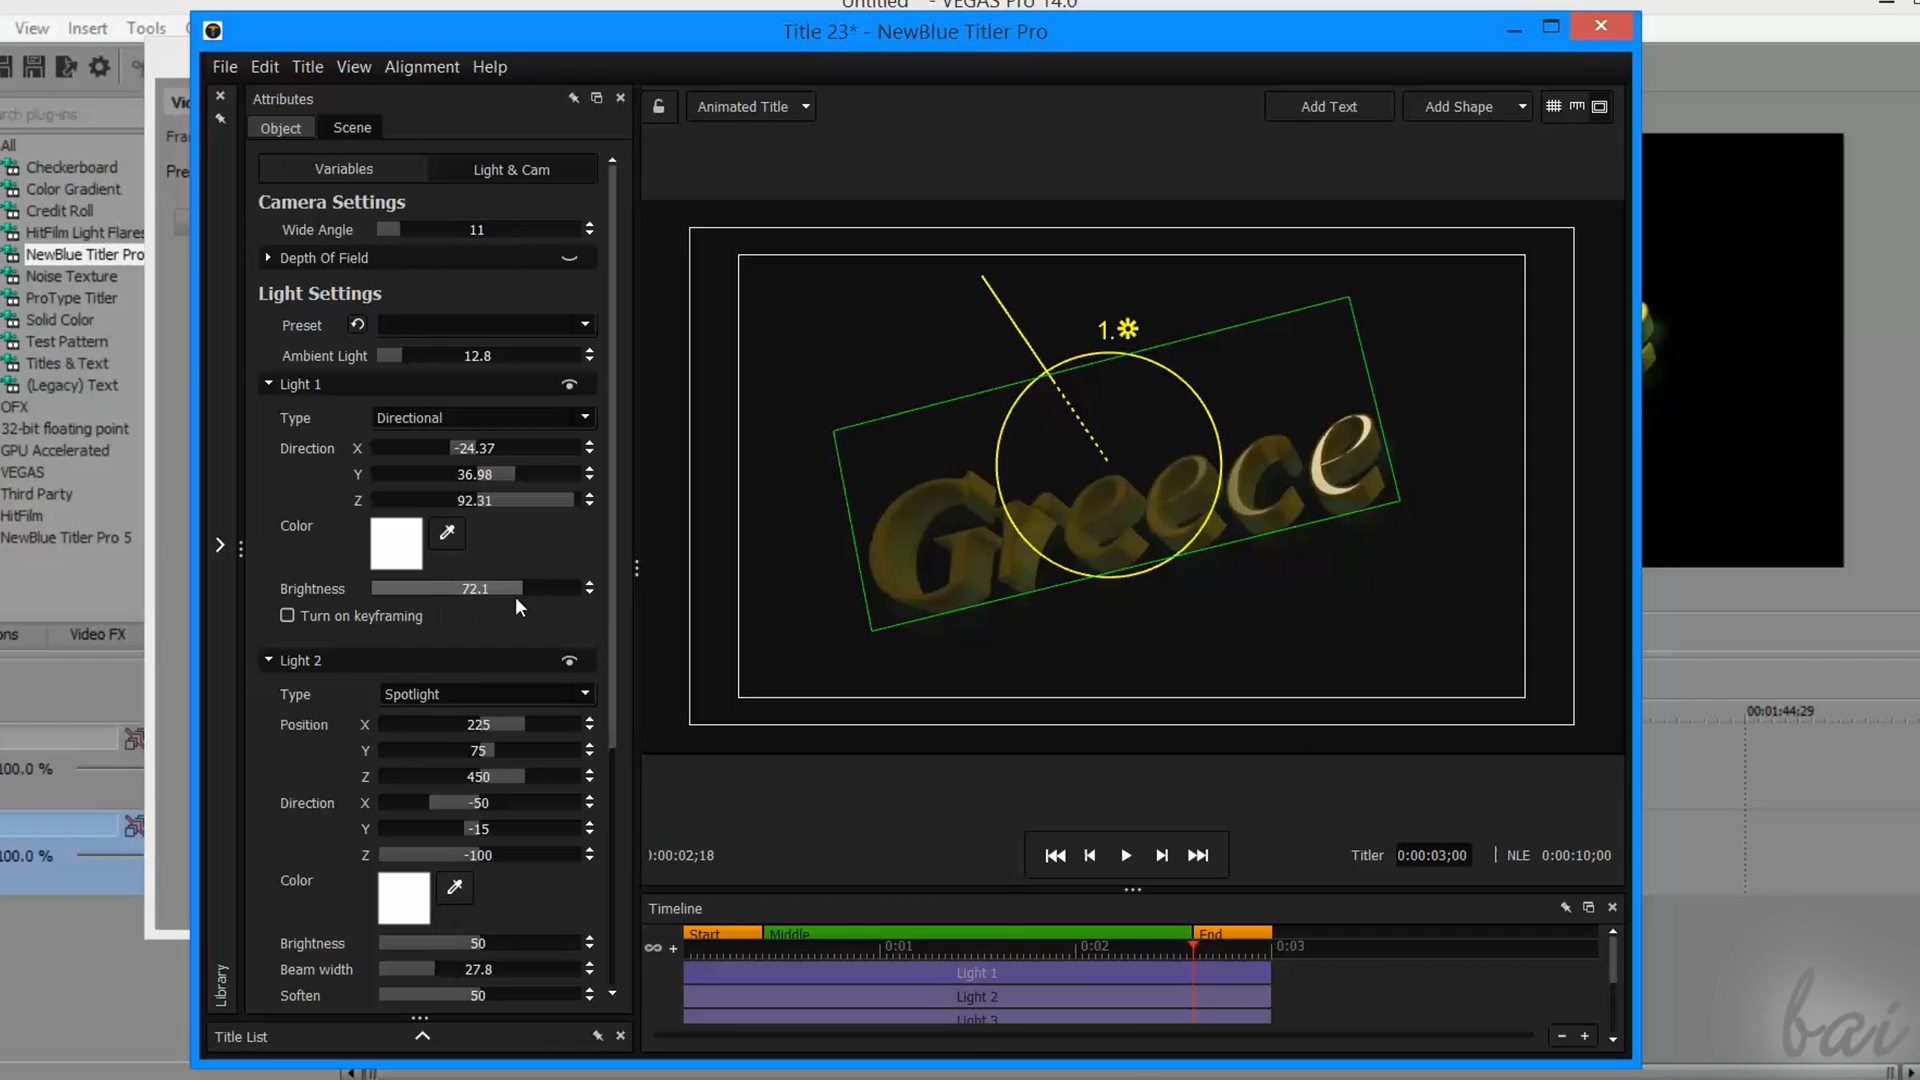 Untitled * - VEGAS Pro 14.0
View Insert Tools
Title 23* - NewBlue Titler Pro
File Edit Title View Alignment Help
All
Checkerboard
Color Gradient
Credit Roll
HitFilm Light Flares
NewBlue Titler Pro
Noise Texture
ProType Titler
Solid Color
Test Pattern
Titles & Text
(Legacy) Text
OFX
32-bit floating point
GPU Accelerated
VEGAS
Third Party
HitFilm
NewBlue Titler Pro 5
Video FX
100.0 %
100.0 %
Attributes
Object Scene
Variables Light & Cam
Camera Settings
Wide Angle 11
Depth Of Field
Light Settings
Preset
Ambient Light 12.8
Light 1
Type Directional
Direction X -24.37
Y 36.98
Z 92.31
Color
Brightness 72.1
Turn on keyframing
Light 2
Type Spotlight
Position X 225
Y 75
Z 450
Direction X -50
Y -15
Z -100
Color
Brightness 50
Beam width 27.8
Soften 50
Library
Title List
Animated Title Add Text Add Shape
1.
Greece
0:00:02;18
Titler 0:00:03;00 NLE 0:00:10;00
Timeline
Start Middle End
0:01 0:02 0:03
Light 1
Light 2
Light 3
00:01:44;29
bai